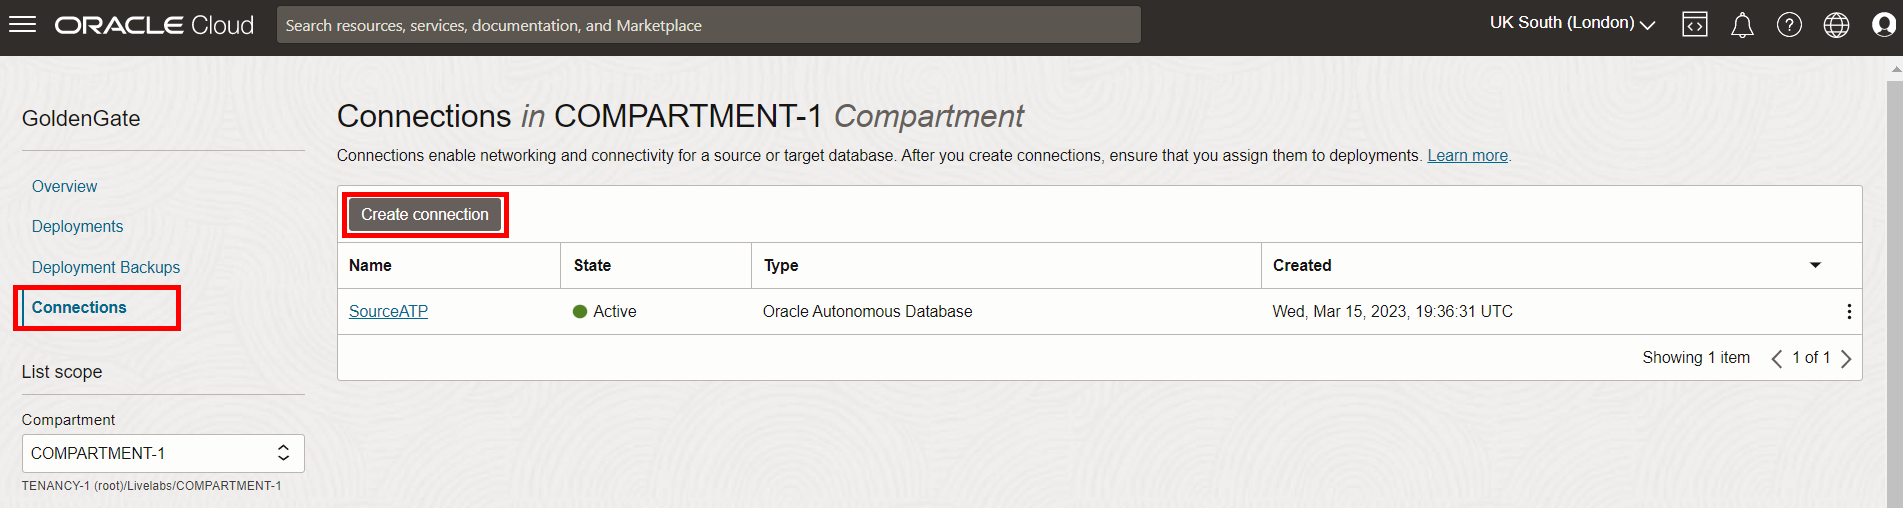 ORACLE Cloud
Search resources, services, documentation, and Marketplace
UK South (London)
GoldenGate
Overview
Deployments
Deployment Backups
Connections
List scope
Compartment
COMPARTMENT-1
TENANCY-1 (root)/Livelabs/COMPARTMENT-1
Connections in COMPARTMENT-1 Compartment
Connections enable networking and connectivity for a source or target database. After you create connections, ensure that you assign them to deployments. Learn more.
Create connection
Name State Type Created
SourceATP Active Oracle Autonomous Database Wed, Mar 15, 2023, 19:36:31 UTC
Showing 1 item 1 of 1